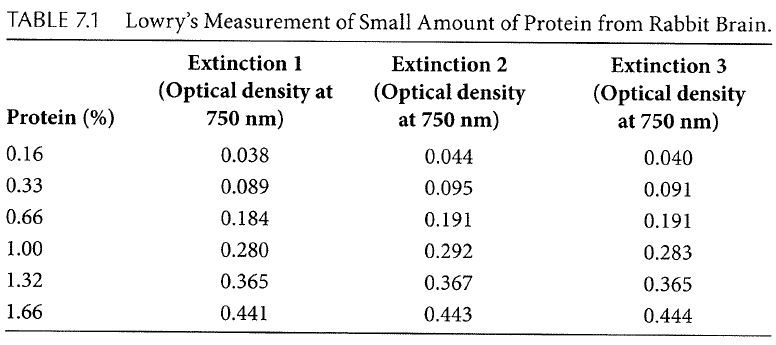 TABLE 7.1 Lowry's Measurement of Small Amount of Protein from Rabbit Brain.
Extinction 1 Extinction 2 Extinction 3
(Optical density at (Optical density (Optical density
Protein (%) 750 nm) at 750 nm) at 750 nm)
0.16 0.038 0.044 0.040
0.33 0.089 0.095 0.091
0.66 0.184 0.191 0.191
1.00 0.280 0.292 0.283
1.32 0.365 0.367 0.365
1.66 0.441 0.443 0.444